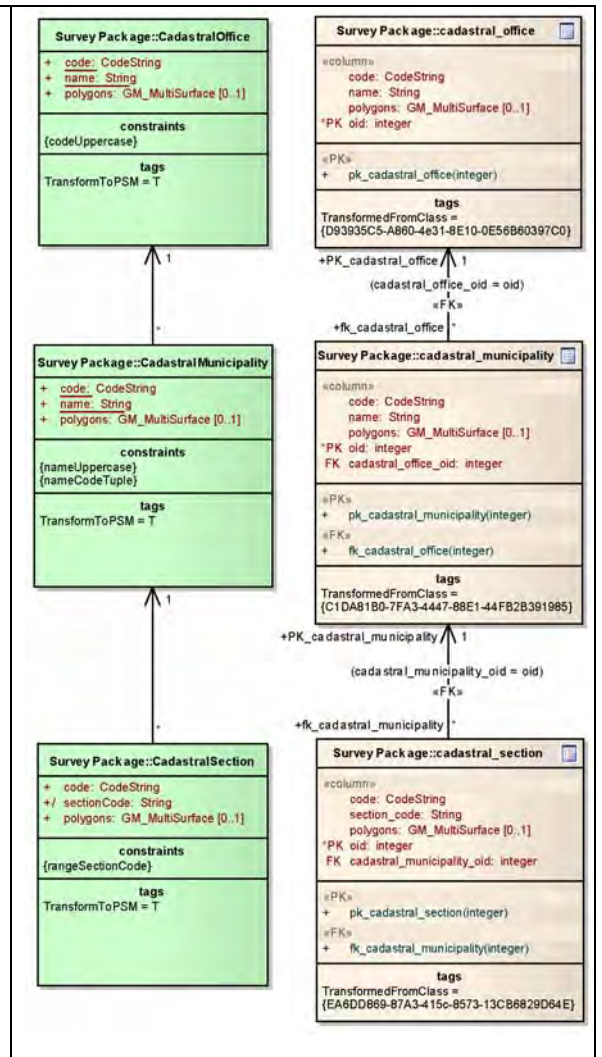 Survey Package::CadastralOffice
+ code: CodeString
+ name: String
+ polygons: GM_MultiSurface [0..1]
constraints
{codeUppercase}
tags
TransformToPSM = T
1
*
Survey Package::CadastralMunicipality
+ code: CodeString
+ name: String
+ polygons: GM_MultiSurface [0..1]
constraints
{nameUppercase}
{nameCodeTuple}
tags
TransformToPSM = T
1
*
Survey Package::CadastralSection
+ code: CodeString
+/ sectionCode: String
+ polygons: GM_MultiSurface [0..1]
constraints
{rangeSectionCode}
tags
TransformToPSM = T
Survey Package::cadastral_office
«column»
code: CodeString
name: String
polygons: GM_MultiSurface [0..1]
*PK oid: integer
«PK»
+ pk_cadastral_office(integer)
tags
TransformedFromClass =
{D93935C5-A860-4e31-8E10-0E56B60397C0}
+PK_cadastral_office 1
(cadastral_office_oid = oid)
«FK»
+fk_cadastral_office *
Survey Package::cadastral_municipality
«column»
code: CodeString
name: String
polygons: GM_MultiSurface [0..1]
*PK oid: integer
FK cadastral_office_oid: integer
«PK»
+ pk_cadastral_municipality(integer)
«FK»
+ fk_cadastral_office(integer)
tags
TransformedFromClass =
{C1DA81B0-7FA3-4447-88E1-44FB2B391985}
+PK_cadastral_municipality 1
(cadastral_municipality_oid = oid)
«FK»
+fk_cadastral_municipality *
Survey Package::cadastral_section
«column»
code: CodeString
section_code: String
polygons: GM_MultiSurface [0..1]
*PK oid: integer
FK cadastral_municipality_oid: integer
«PK»
+ pk_cadastral_section(integer)
«FK»
+ fk_cadastral_municipality(integer)
tags
TransformedFromClass =
{EA6DD869-87A3-415c-8573-13CB6829D64E}